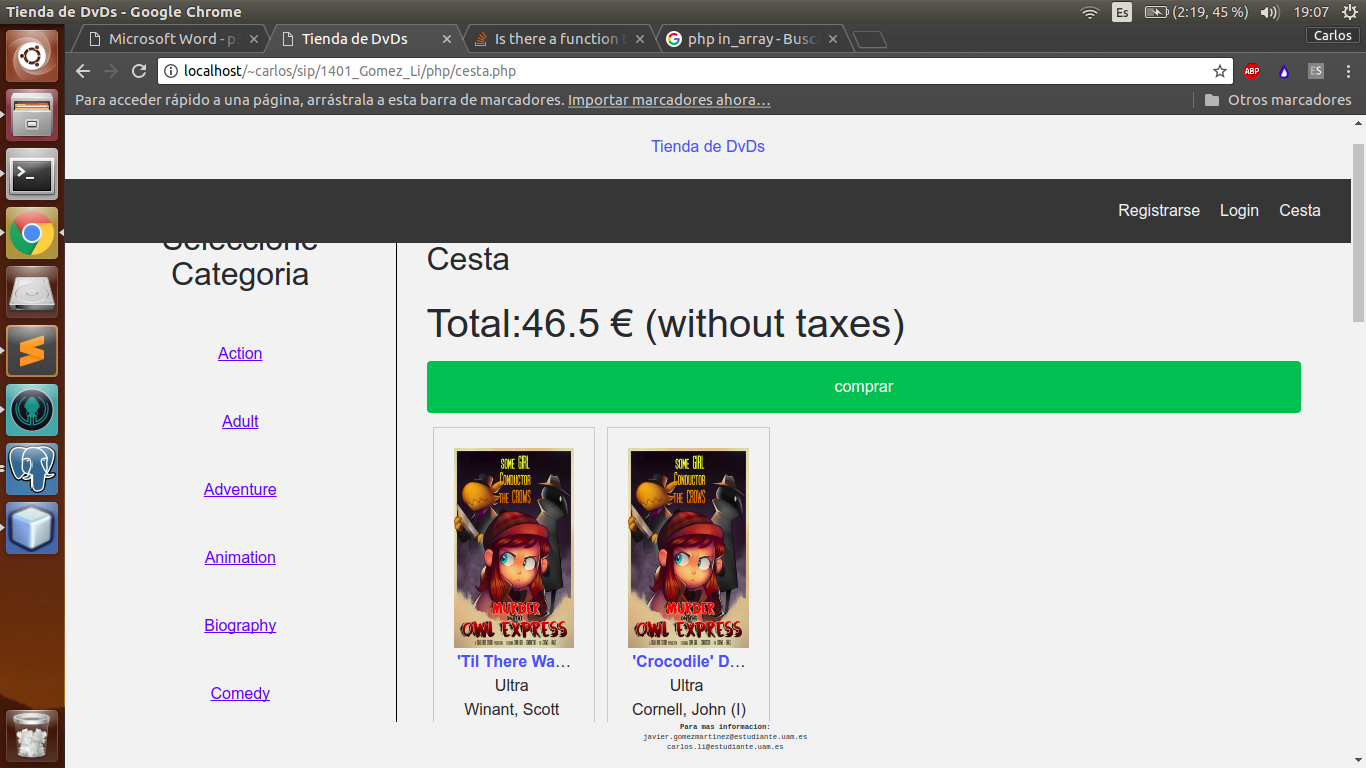 Tienda de DvDs - Google Chrome
Es
(2:19, 45 %)
19:07
Microsoft Word - p
Tienda de DvDs
Is there a function
php in_array - Busc
Carlos
localhost/~carlos/sip/1401_Gomez_Li/php/cesta.php
ABP
ES
Para acceder rápido a una página, arrástrala a esta barra de marcadores. Importar marcadores ahora…
Otros marcadores
Tienda de DvDs
Registrarse
Login
Cesta
Seleccione
Categoria
Action
Adult
Adventure
Animation
Biography
Comedy
Cesta
Total:46.5 € (without taxes)
comprar
SOME GIRL
CONDUCTOR
THE CROWS
MURDER
OWL EXPRESS
'Til There Wa…
Ultra
Winant, Scott
SOME GIRL
CONDUCTOR
THE CROWS
MURDER
OWL EXPRESS
'Crocodile' D…
Ultra
Cornell, John (I)
Para mas informacion:
javier.gomezmartinez@estudiante.uam.es
carlos.li@estudiante.uam.es